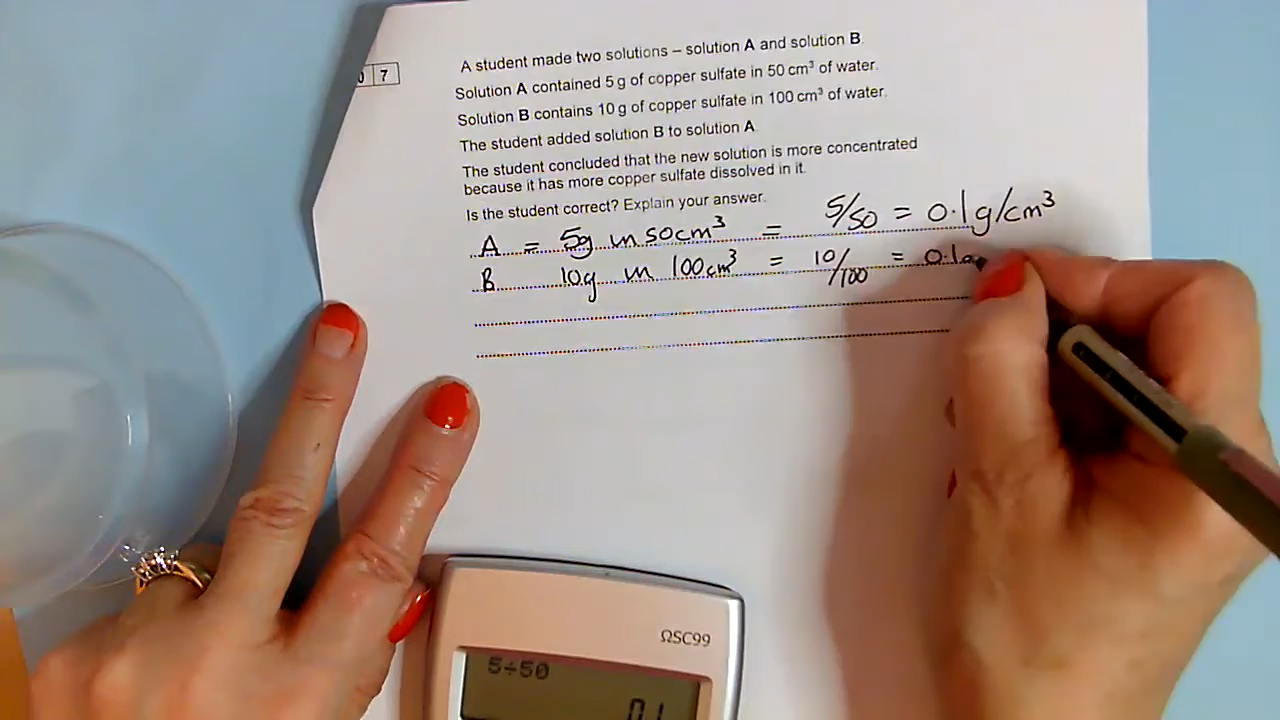 A student made two solutions – solution A and solution B.
0 7
Solution A contained 5 g of copper sulfate in 50 cm³ of water.
Solution B contains 10 g of copper sulfate in 100 cm³ of water.
The student added solution B to solution A.
The student concluded that the new solution is more concentrated
because it has more copper sulfate dissolved in it.
Is the student correct? Explain your answer.
A = 5g in 50cm³ = 5/50 = 0.1g/cm³
B 10g in 100cm³ = 10/100 = 0.1g
ΩSC99
5÷50
0.1